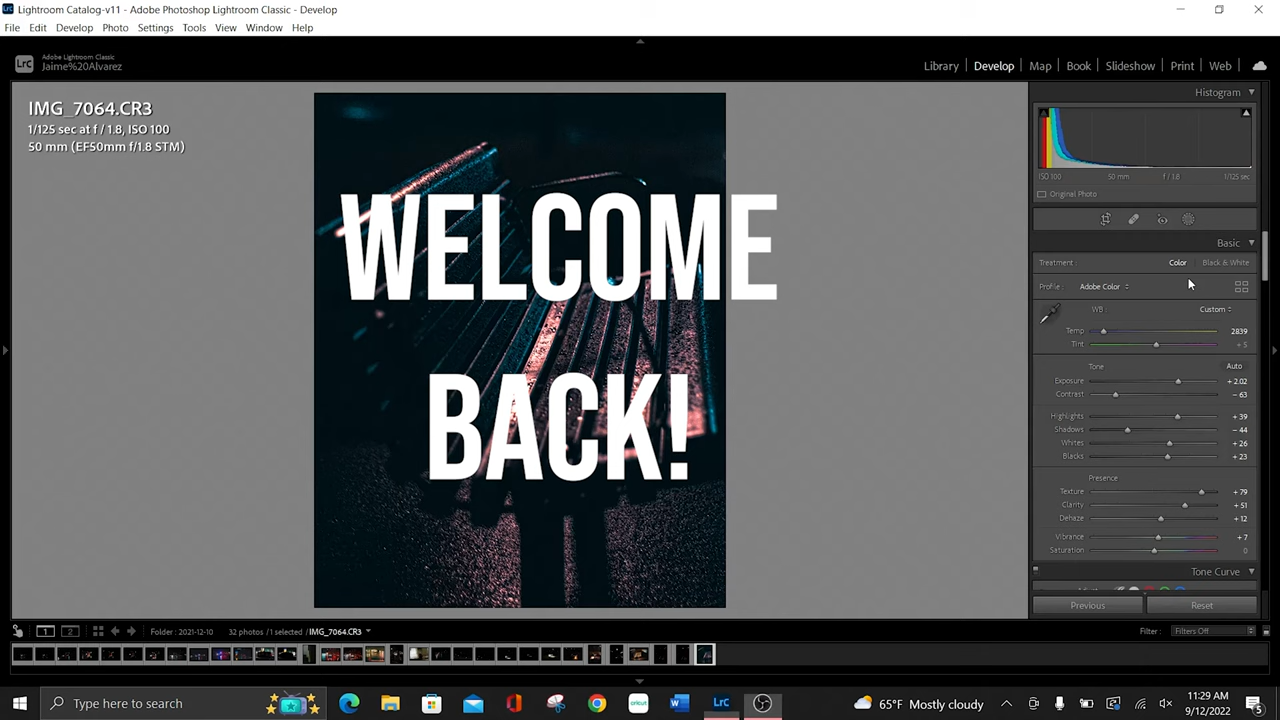 Lightroom Catalog-v11 - Adobe Photoshop Lightroom Classic - Develop
File Edit Develop Photo Settings Tools View Window Help
LrC Adobe Lightroom Classic
Jaime%20Alvarez
Library Develop Map Book Slideshow Print Web
IMG_7064.CR3
1/125 sec at f / 1.8, ISO 100
50 mm (EF50mm f/1.8 STM)
WELCOME
BACK!
Histogram
ISO 100 50 mm f / 1.8 1/125 sec
Original Photo
Basic
Treatment : Color Black & White
Profile : Adobe Color
WB : Custom
Temp 2839
Tint + 5
Tone Auto
Exposure + 2.02
Contrast − 63
Highlights + 39
Shadows − 44
Whites + 26
Blacks + 23
Presence
Texture + 79
Clarity + 51
Dehaze + 12
Vibrance + 7
Saturation 0
Tone Curve
Previous Reset
1 2 Folder : 2021-12-10 32 photos /1 selected /IMG_7064.CR3 Filter : Filters Off
Type here to search
cricut
W
LrC
65°F Mostly cloudy
11:29 AM
9/12/2022
5